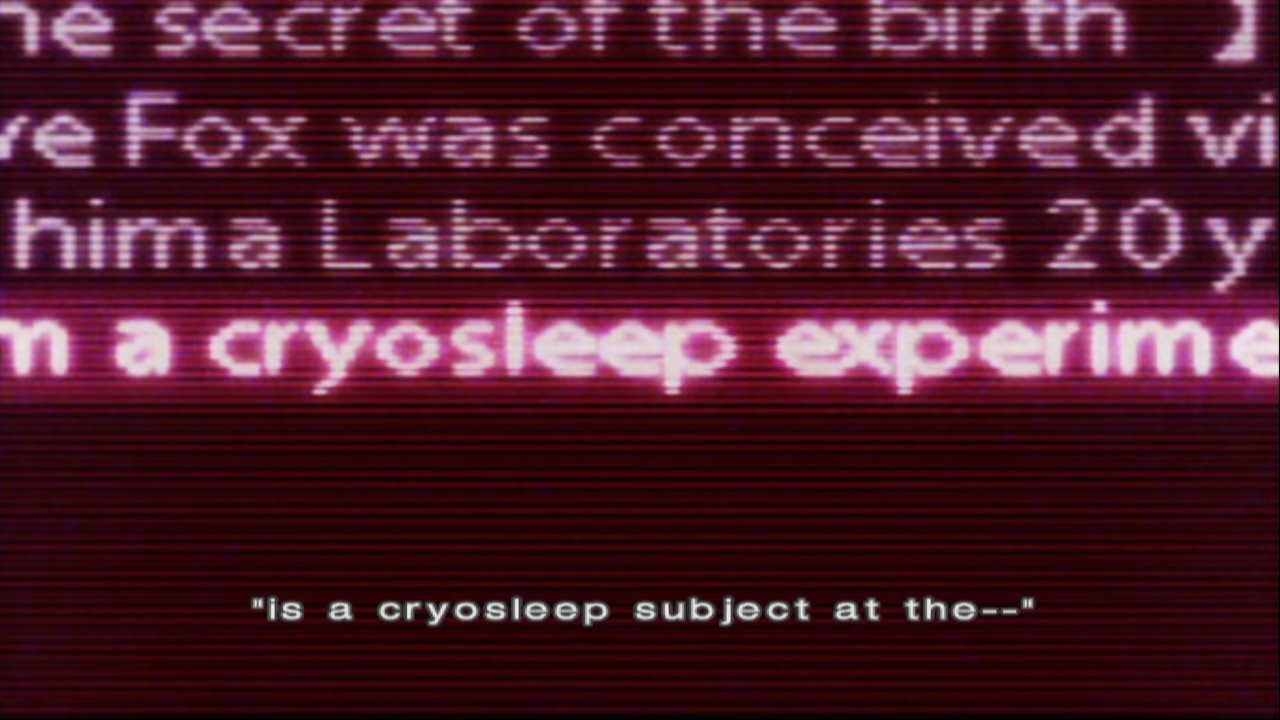 he secret of the birth 】
ve Fox was conceived vi
hima Laboratories 20 y
m a cryosleep experime
"is a cryosleep subject at the--"